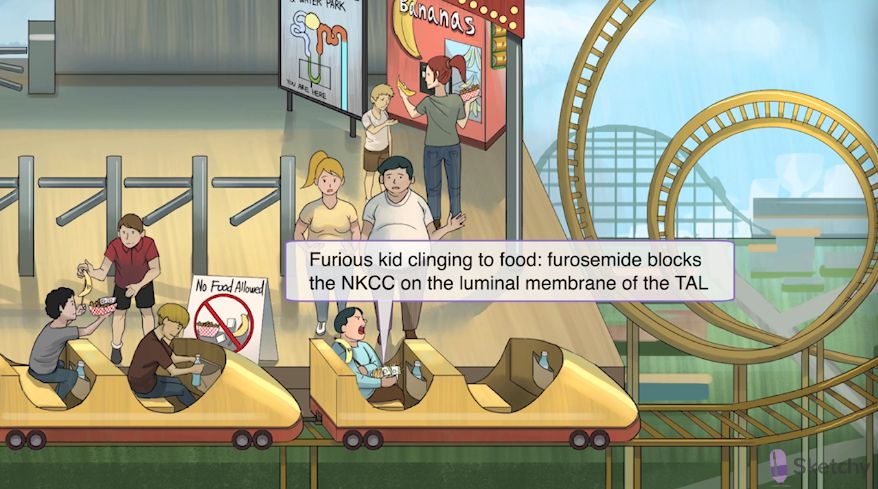 & WATER PARK
YOU ARE HERE
Bananas
No Food Allowed
Furious kid clinging to food: furosemide blocks
the NKCC on the luminal membrane of the TAL
Sketchy